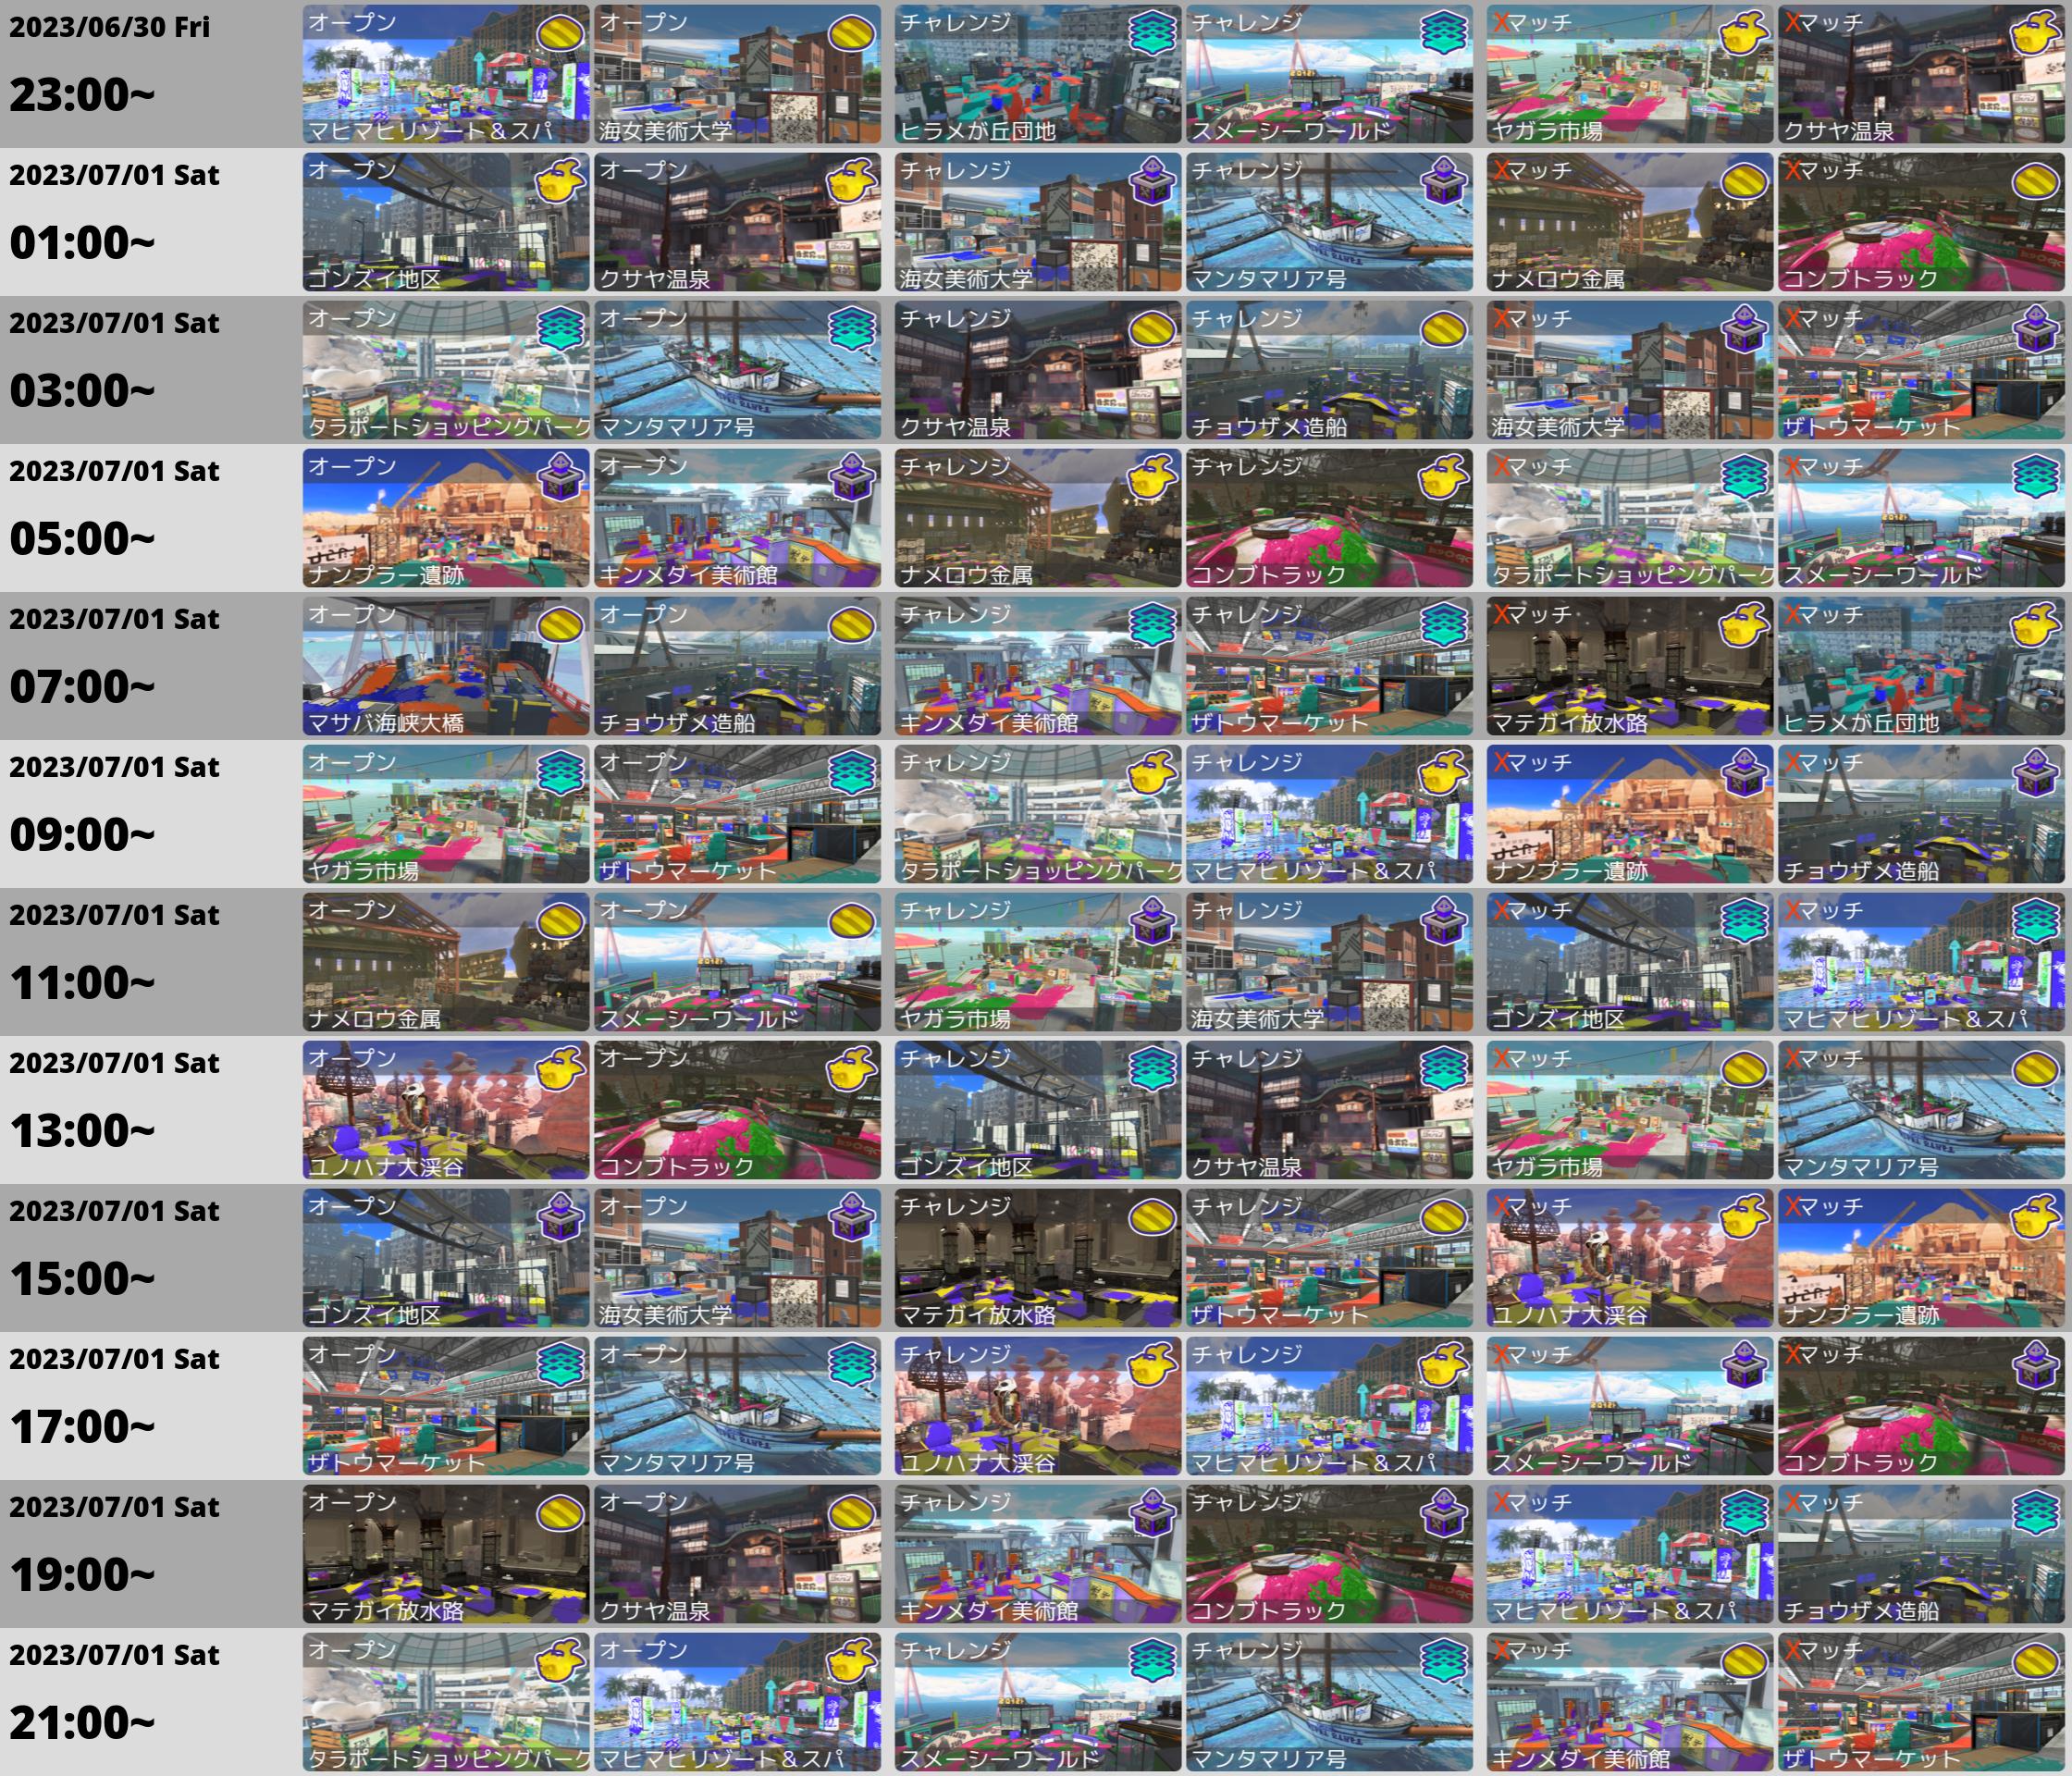 2023/06/30 Fri
23:00~
オープン
マヒマヒリゾート＆スパ
オープン
海女美術大学
チャレンジ
ヒラメが丘団地
チャレンジ
スメーシーワールド
Xマッチ
ヤガラ市場
Xマッチ
クサヤ温泉
2023/07/01 Sat
01:00~
オープン
ゴンズイ地区
オープン
クサヤ温泉
チャレンジ
海女美術大学
チャレンジ
マンタマリア号
Xマッチ
ナメロウ金属
Xマッチ
コンブトラック
2023/07/01 Sat
03:00~
オープン
タラポートショッピングパーク
オープン
マンタマリア号
チャレンジ
クサヤ温泉
チャレンジ
チョウザメ造船
Xマッチ
海女美術大学
Xマッチ
ザトウマーケット
2023/07/01 Sat
05:00~
オープン
ナンプラー遺跡
オープン
キンメダイ美術館
チャレンジ
ナメロウ金属
チャレンジ
コンブトラック
Xマッチ
タラポートショッピングパーク
Xマッチ
スメーシーワールド
2023/07/01 Sat
07:00~
オープン
マサバ海峡大橋
オープン
チョウザメ造船
チャレンジ
キンメダイ美術館
チャレンジ
ザトウマーケット
Xマッチ
マテガイ放水路
Xマッチ
ヒラメが丘団地
2023/07/01 Sat
09:00~
オープン
ヤガラ市場
オープン
ザトウマーケット
チャレンジ
タラポートショッピングパーク
チャレンジ
マヒマヒリゾート＆スパ
Xマッチ
ナンプラー遺跡
Xマッチ
チョウザメ造船
2023/07/01 Sat
11:00~
オープン
ナメロウ金属
オープン
スメーシーワールド
チャレンジ
ヤガラ市場
チャレンジ
海女美術大学
Xマッチ
ゴンズイ地区
Xマッチ
マヒマヒリゾート＆スパ
2023/07/01 Sat
13:00~
オープン
ユノハナ大渓谷
オープン
コンブトラック
チャレンジ
ゴンズイ地区
チャレンジ
クサヤ温泉
Xマッチ
ヤガラ市場
Xマッチ
マンタマリア号
2023/07/01 Sat
15:00~
オープン
ゴンズイ地区
オープン
海女美術大学
チャレンジ
マテガイ放水路
チャレンジ
ザトウマーケット
Xマッチ
ユノハナ大渓谷
Xマッチ
ナンプラー遺跡
2023/07/01 Sat
17:00~
オープン
ザトウマーケット
オープン
マンタマリア号
チャレンジ
ユノハナ大渓谷
チャレンジ
マヒマヒリゾート＆スパ
Xマッチ
スメーシーワールド
Xマッチ
コンブトラック
2023/07/01 Sat
19:00~
オープン
マテガイ放水路
オープン
クサヤ温泉
チャレンジ
キンメダイ美術館
チャレンジ
コンブトラック
Xマッチ
マヒマヒリゾート＆スパ
Xマッチ
チョウザメ造船
2023/07/01 Sat
21:00~
オープン
タラポートショッピングパーク
オープン
マヒマヒリゾート＆スパ
チャレンジ
スメーシーワールド
チャレンジ
マンタマリア号
Xマッチ
キンメダイ美術館
Xマッチ
ザトウマーケット